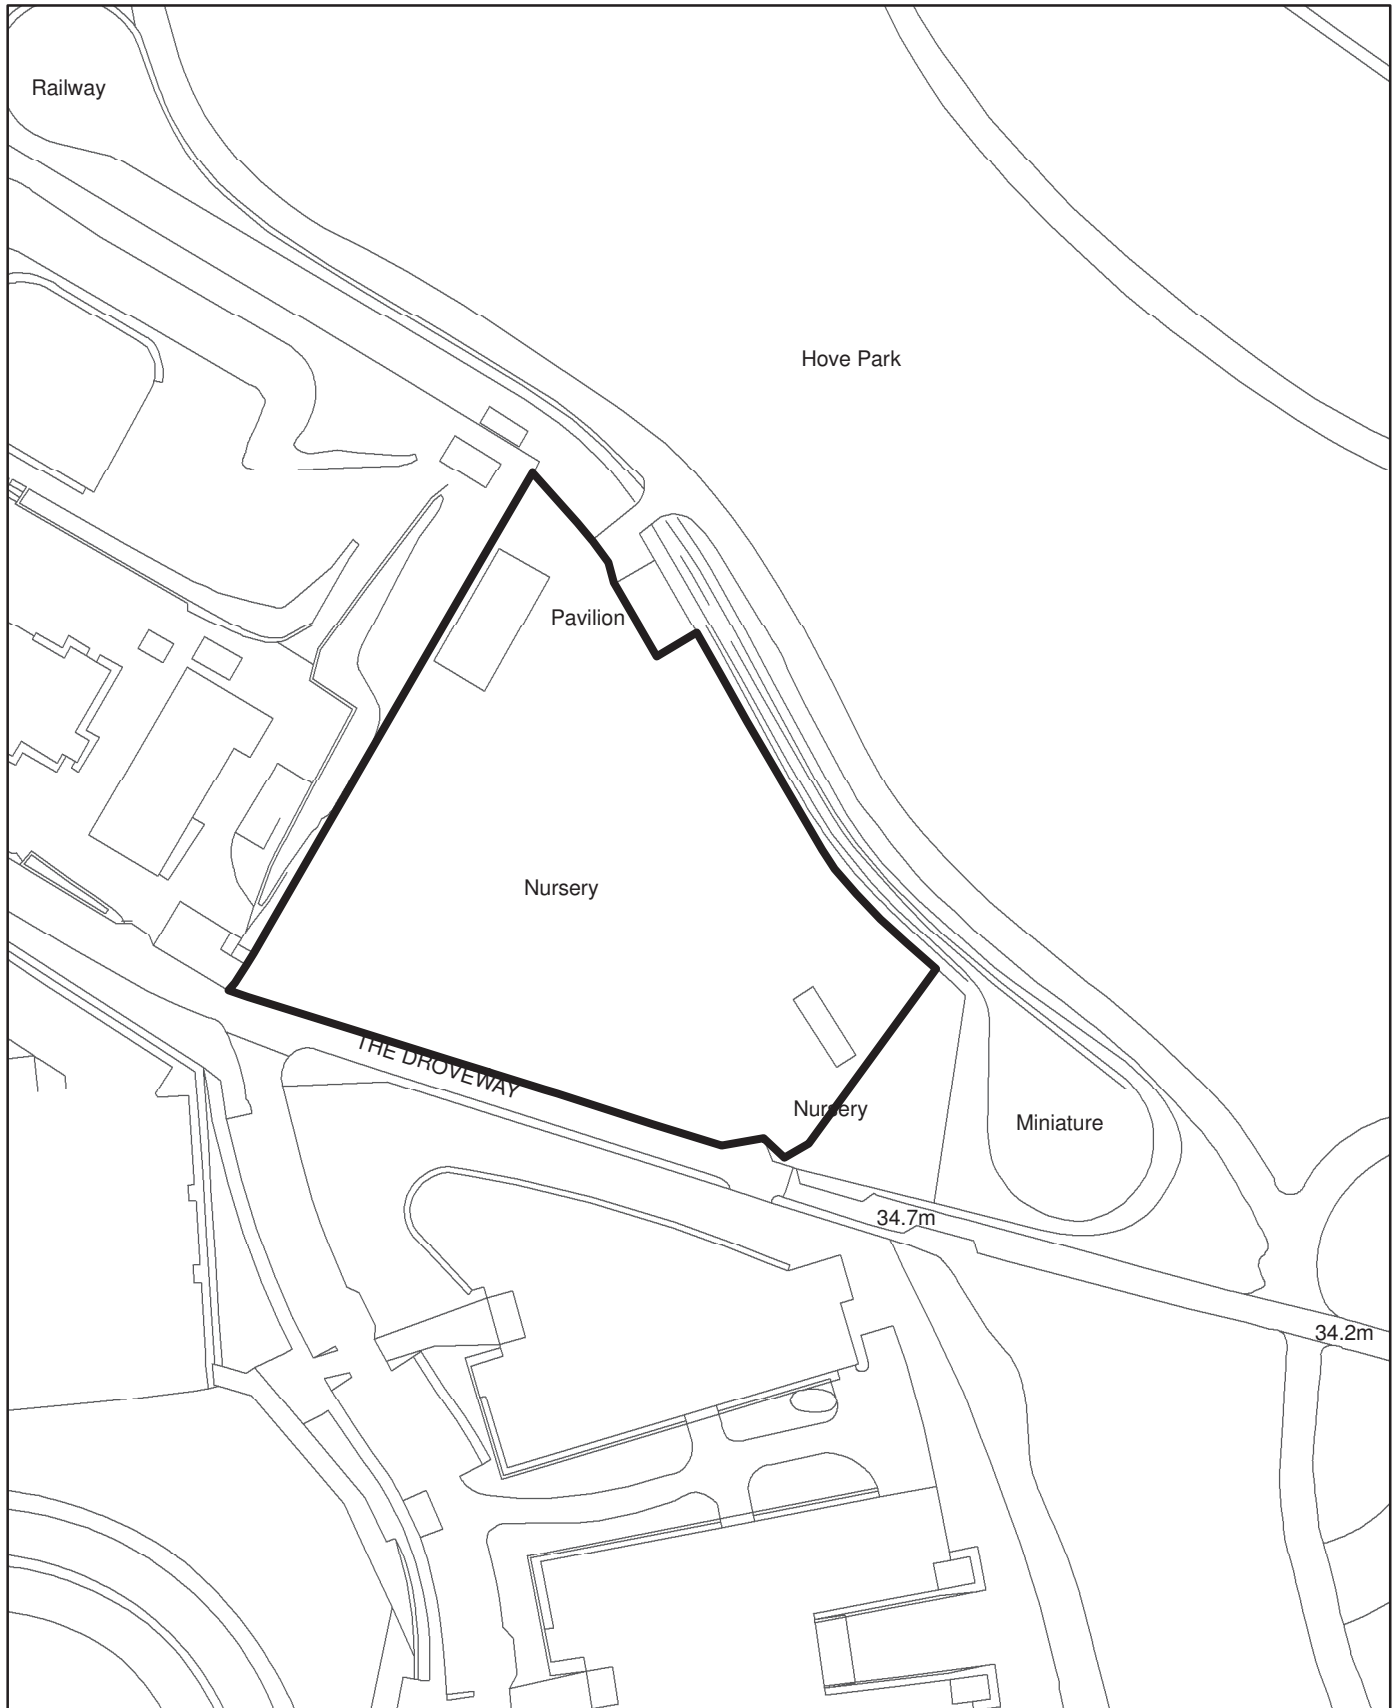 Railway
Hove Park
Pavilion
Nursery
THE DROVEWAY
Nursery
Miniature
34.7m
34.2m